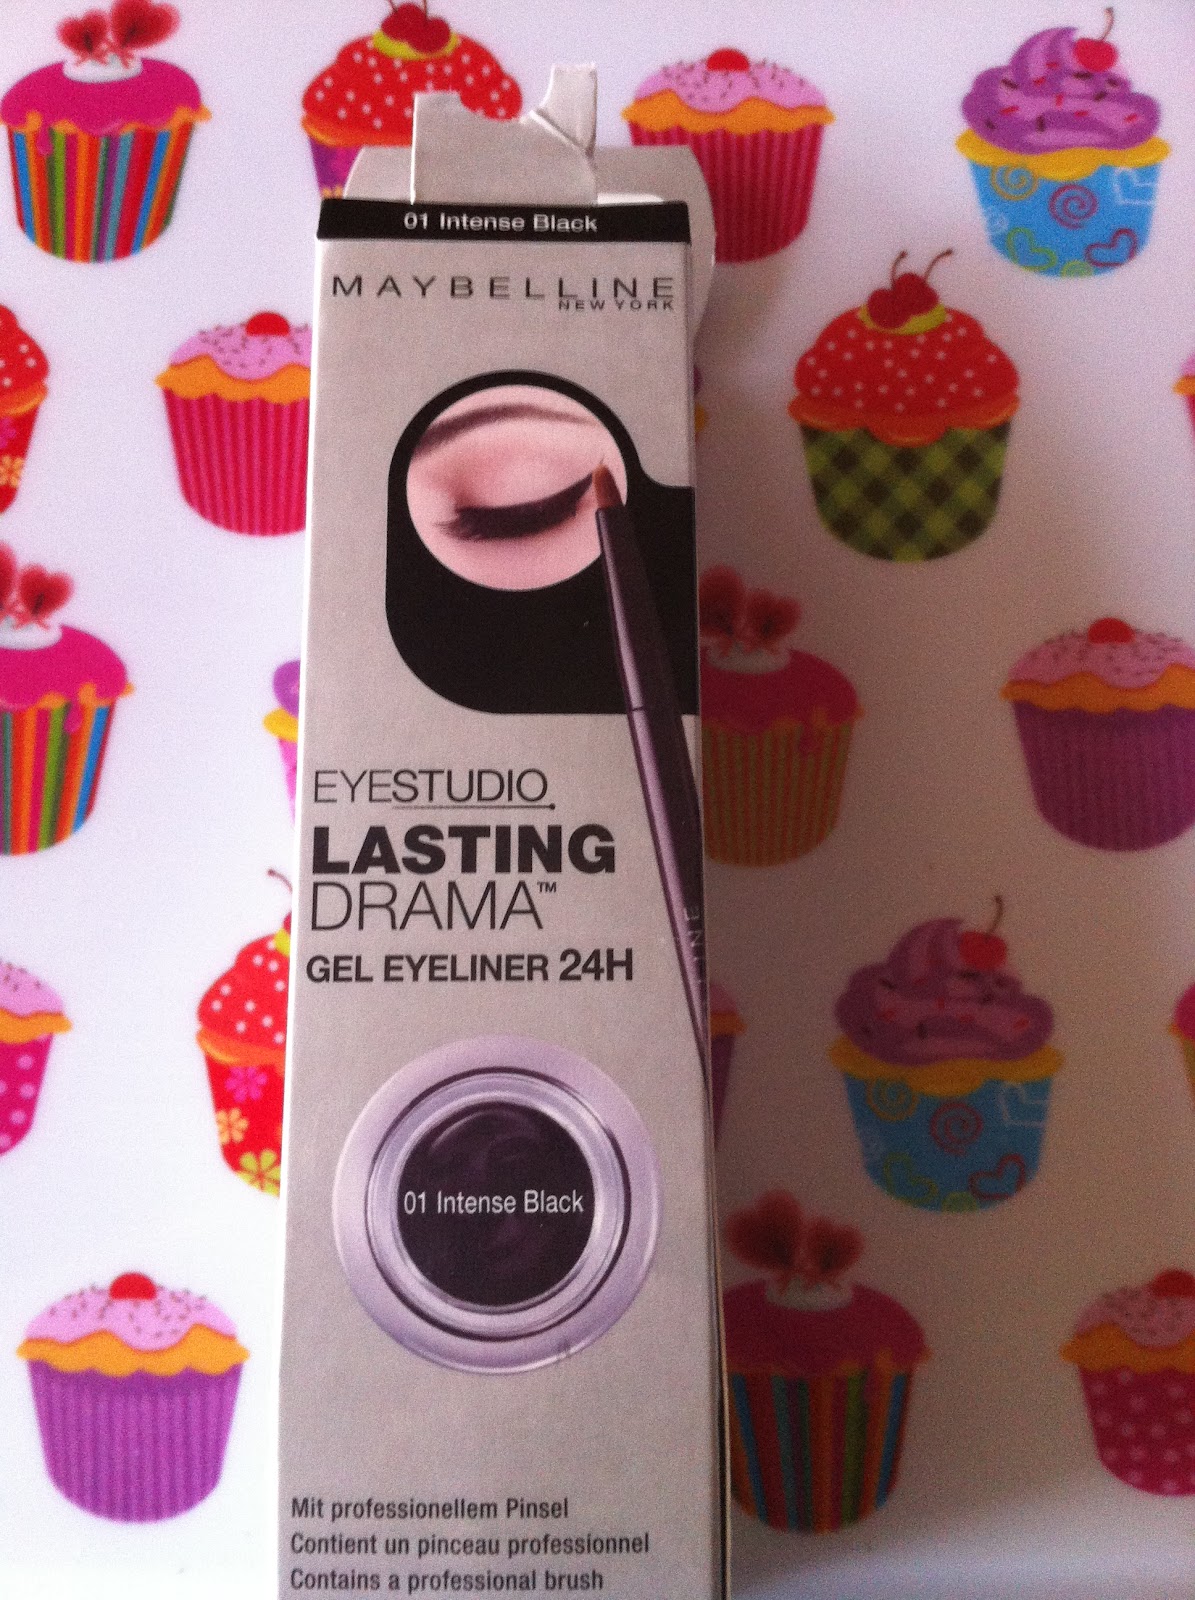 01 Intense Black
MAYBELLINE
NEW YORK
EYESTUDIO
LASTING
DRAMA™
GEL EYELINER 24H
01 Intense Black
Mit professionellem Pinsel
Contient un pinceau professionnel
Contains a professional brush